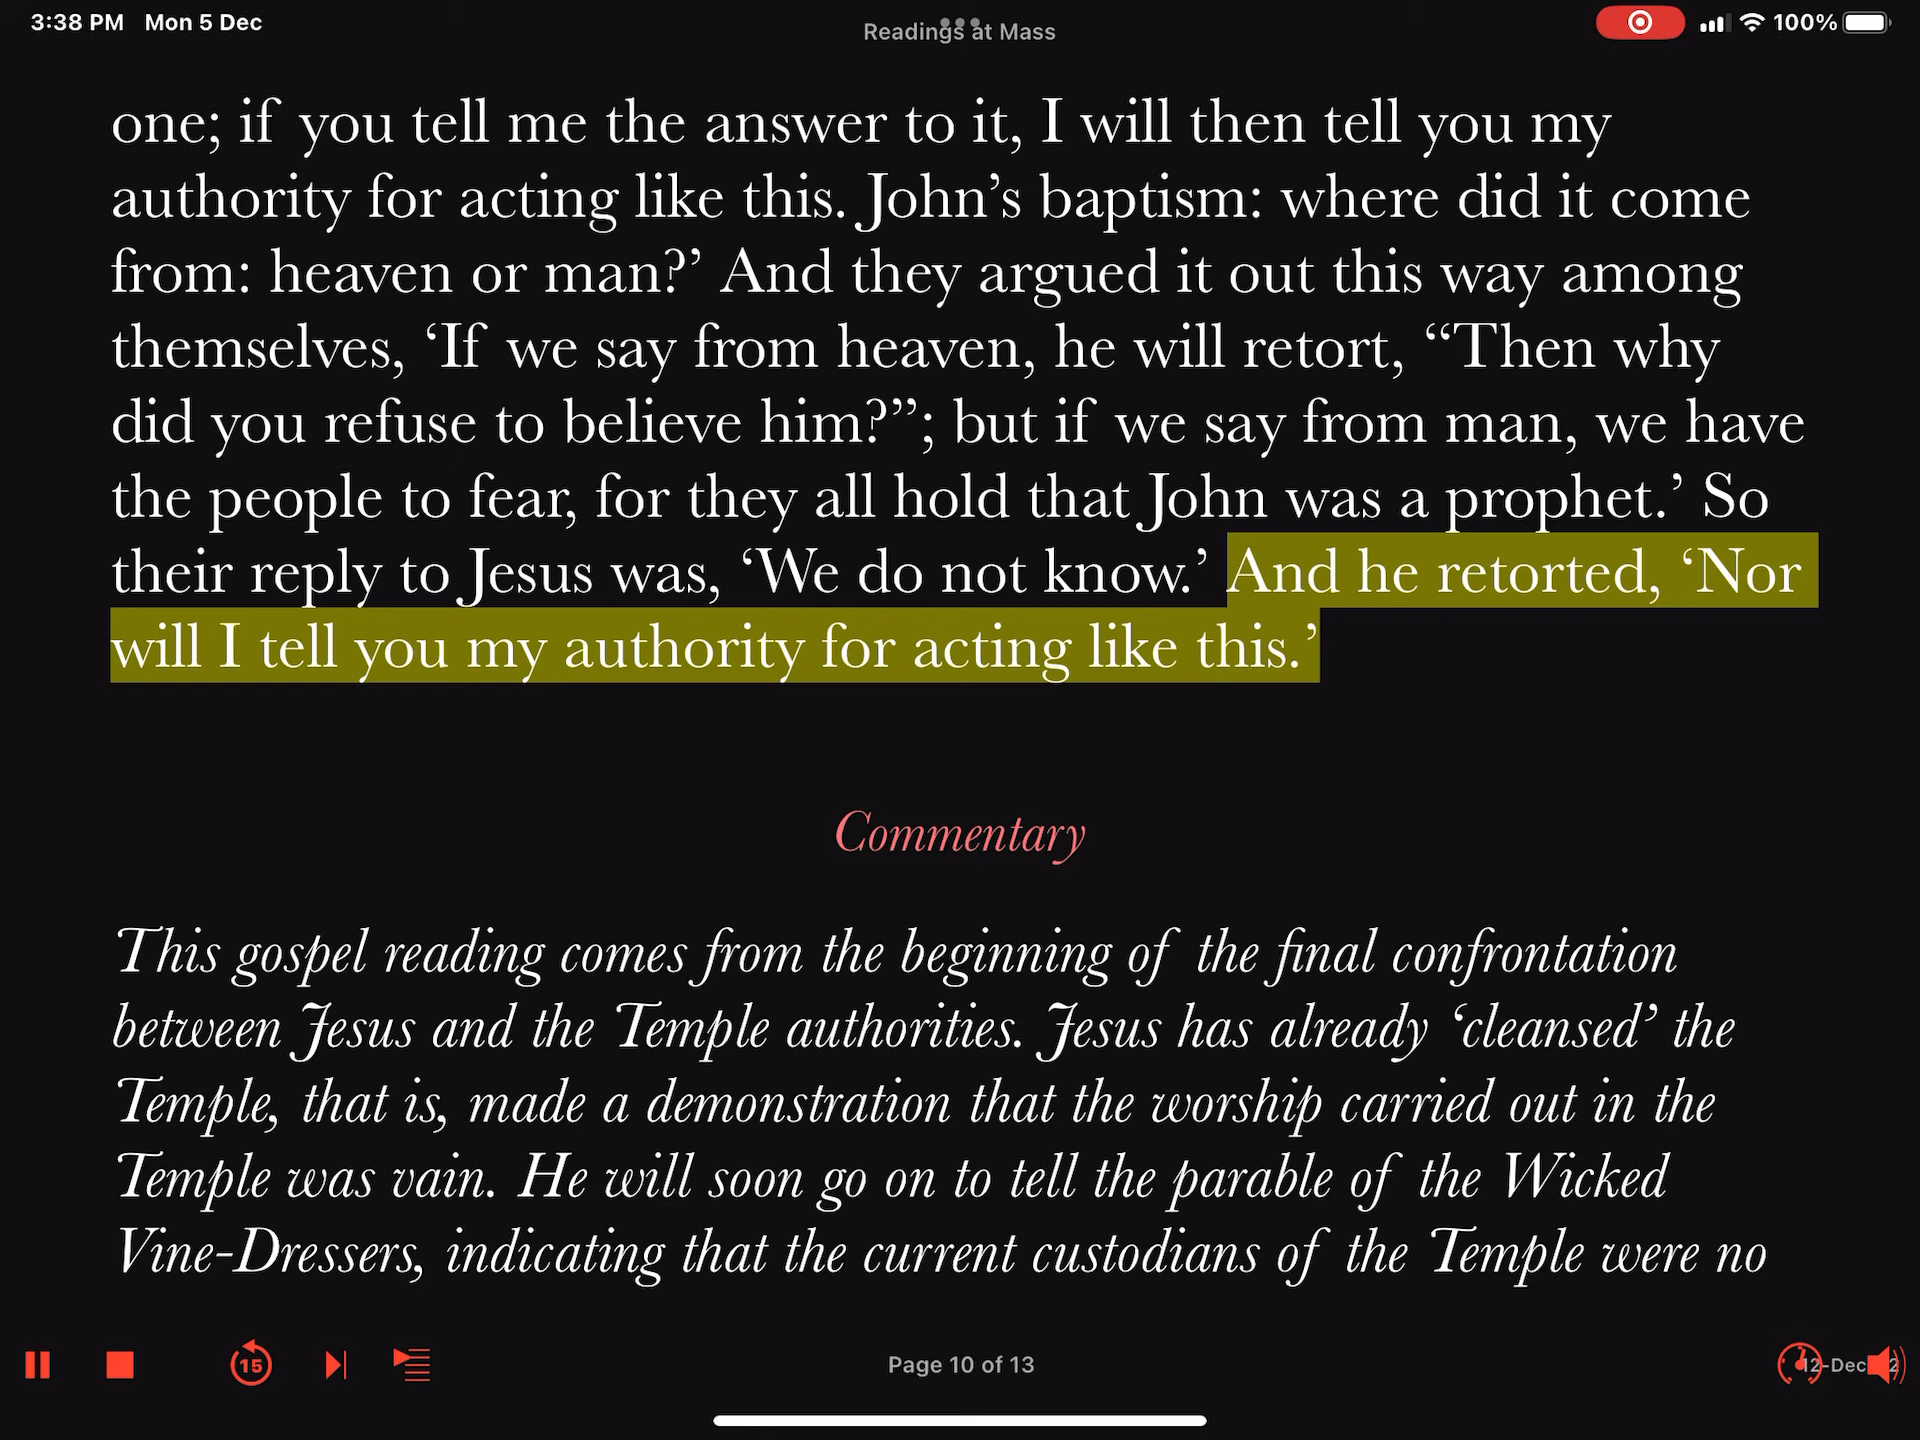 3:38 PM Mon 5 Dec
Readings at Mass
100%
one; if you tell me the answer to it, I will then tell you my
authority for acting like this. John’s baptism: where did it come
from: heaven or man?’ And they argued it out this way among
themselves, ‘If we say from heaven, he will retort, “Then why
did you refuse to believe him?”; but if we say from man, we have
the people to fear, for they all hold that John was a prophet.’ So
their reply to Jesus was, ‘We do not know.’ And he retorted, ‘Nor
will I tell you my authority for acting like this.’
Commentary
This gospel reading comes from the beginning of the final confrontation
between Jesus and the Temple authorities. Jesus has already ‘cleansed’ the
Temple, that is, made a demonstration that the worship carried out in the
Temple was vain. He will soon go on to tell the parable of the Wicked
Vine-Dressers, indicating that the current custodians of the Temple were no
15
Page 10 of 13
12-Dec